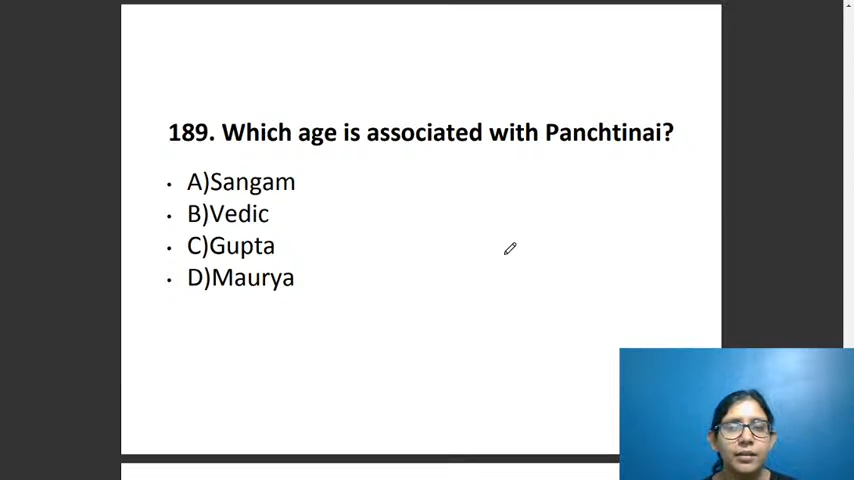 189. Which age is associated with Panchtinai?
• A)Sangam
• B)Vedic
• C)Gupta
• D)Maurya